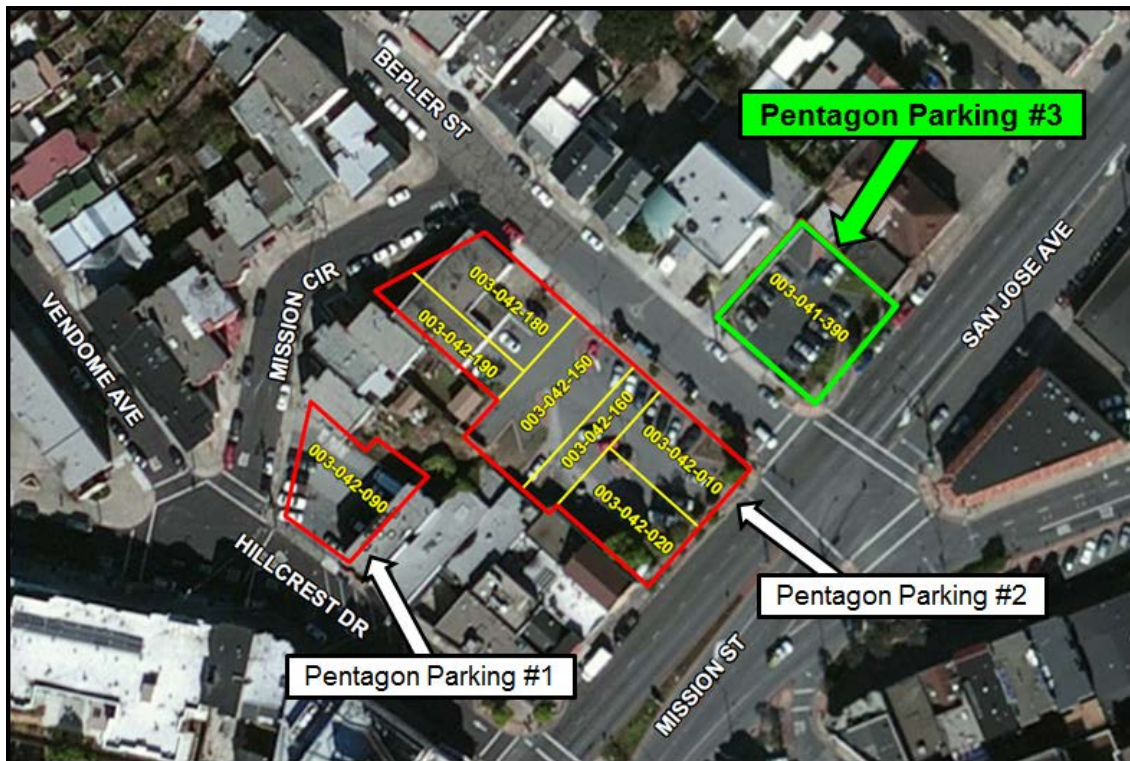 BEPLER ST
Pentagon Parking #3
SAN JOSE AVE
003-041-390
MISSION CIR
003-042-180
003-042-190
003-042-150
003-042-160
003-042-010
003-042-020
VENDOME AVE
003-042-090
HILLCREST DR
Pentagon Parking #2
Pentagon Parking #1
MISSION ST